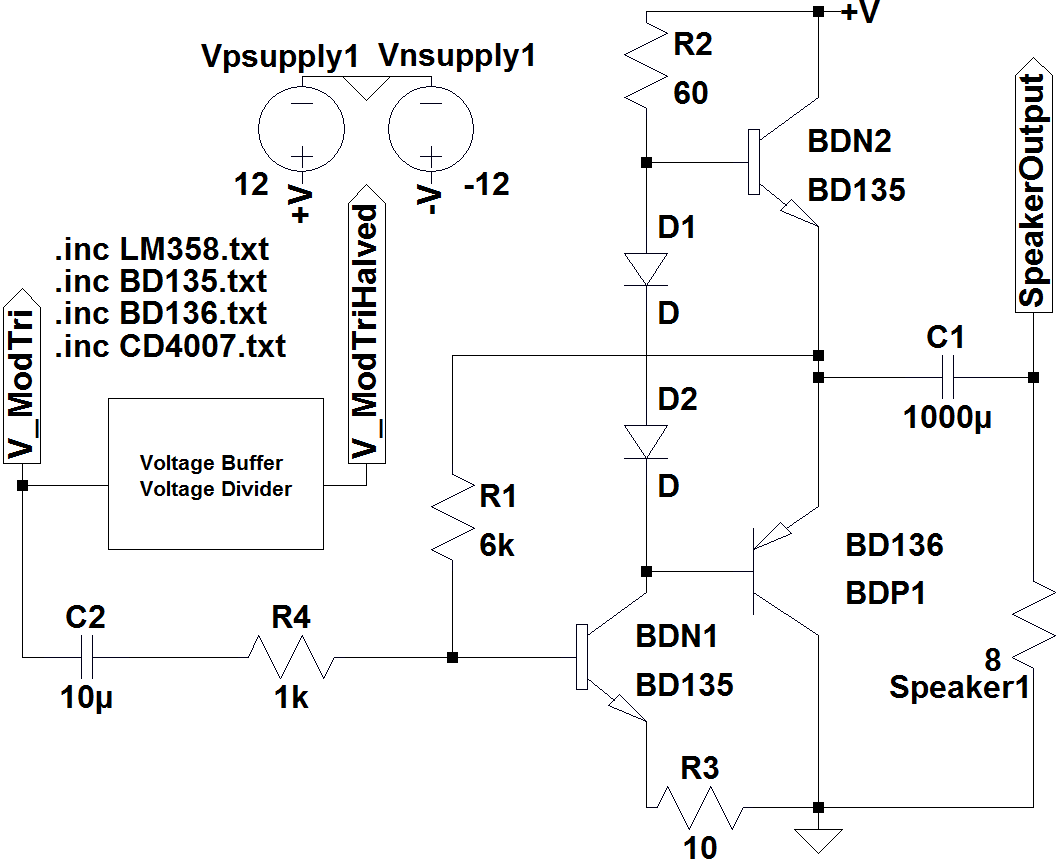 +V
R2
60
Vpsupply1 Vnsupply1
12
+V
-V
-12
BDN2
BD135
SpeakerOutput
D1
D
.inc LM358.txt
.inc BD135.txt
.inc BD136.txt
.inc CD4007.txt
V_ModTri
V_ModTriHalved
Voltage Buffer
Voltage Divider
C1
1000µ
D2
D
R1
6k
BD136
BDP1
C2
10µ
R4
1k
BDN1
BD135
8
Speaker1
R3
10